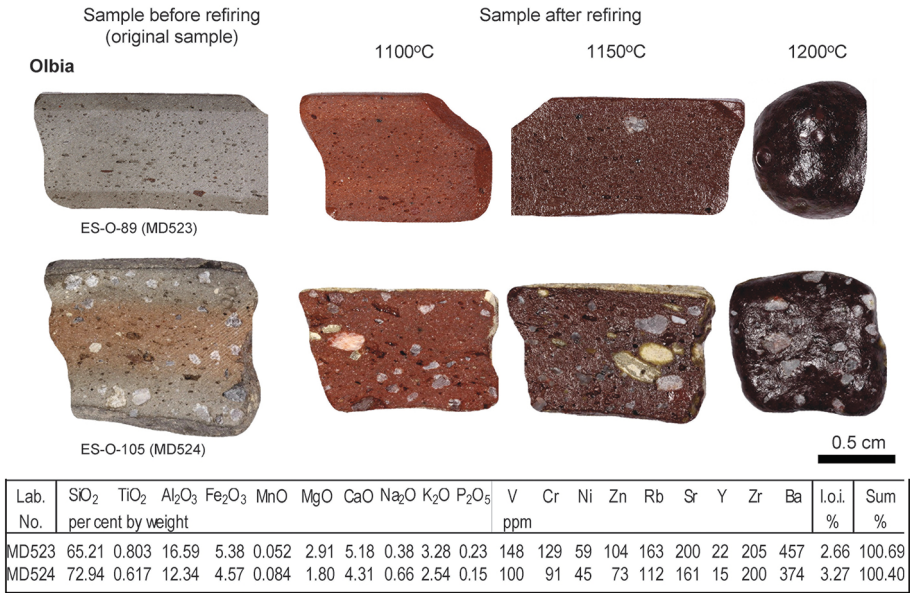 Sample before refiring
(original sample)
Sample after refiring
1100ºC
1150ºC
1200ºC
Olbia
ES-O-89 (MD523)
ES-O-105 (MD524)
0.5 cm
Lab. SiO₂ TiO₂ Al₂O₃ Fe₂O₃ MnO MgO CaO Na₂O K₂O P₂O₅ V Cr Ni Zn Rb Sr Y Zr Ba l.o.i. Sum
No. per cent by weight ppm % %
MD523 65.21 0.803 16.59 5.38 0.052 2.91 5.18 0.38 3.28 0.23 148 129 59 104 163 200 22 205 457 2.66 100.69
MD524 72.94 0.617 12.34 4.57 0.084 1.80 4.31 0.66 2.54 0.15 100 91 45 73 112 161 15 200 374 3.27 100.40